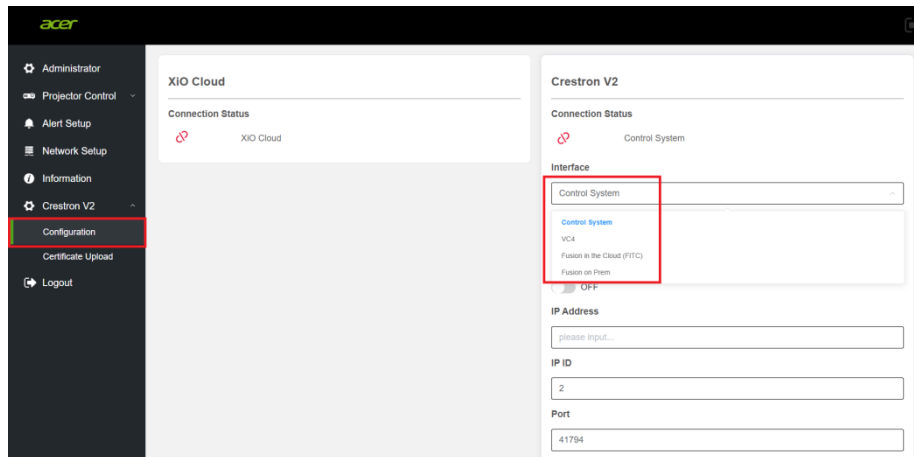 acer
Administrator
Projector Control
Alert Setup
Network Setup
Information
Crestron V2
Configuration
Certificate Upload
Logout
XiO Cloud
Connection Status
XIO Cloud
Crestron V2
Connection Status
Control System
Interface
Control System
Control System
VC4
Fusion in the Cloud (FITC)
Fusion on Prem
OFF
IP Address
please input...
IP ID
2
Port
41794